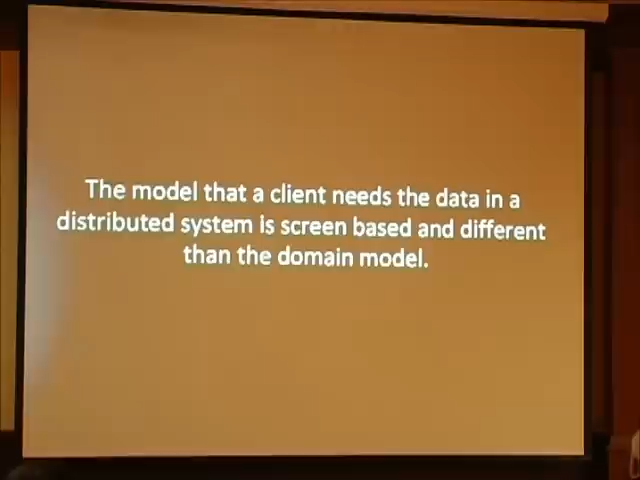 The model that a client needs the data in a
distributed system is screen based and different
than the domain model.